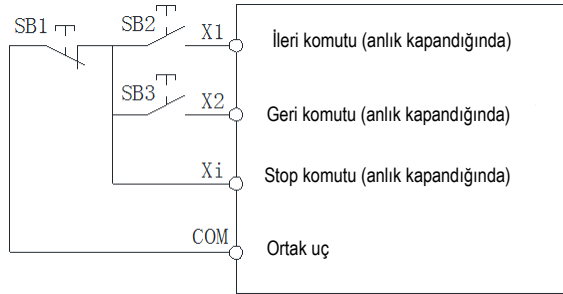 SB1 SB2 X1 İleri komutu (anlık kapandığında)
SB3 X2 Geri komutu (anlık kapandığında)
Xi Stop komutu (anlık kapandığında)
COM Ortak uç